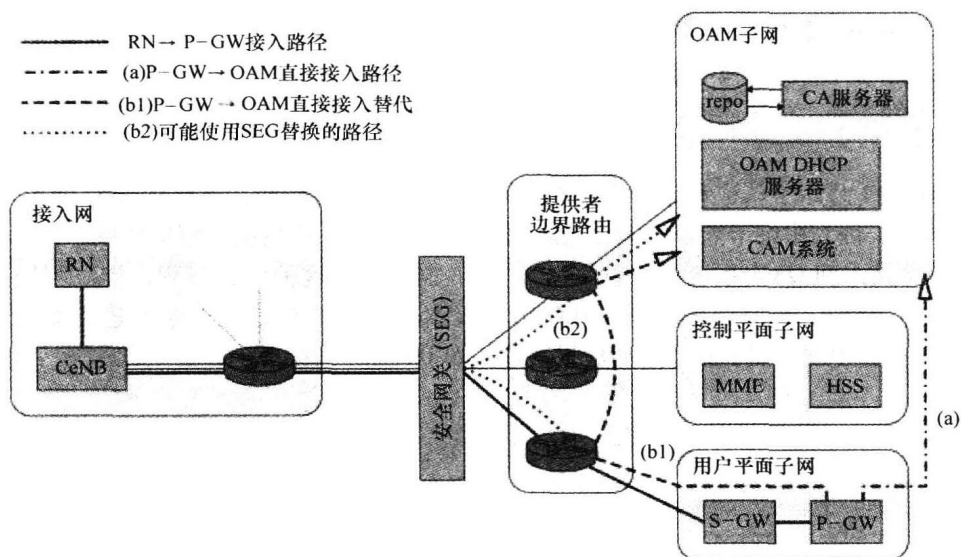 RN→P-GW接入路径
(a)P-GW→OAM直接接入路径
(b1)P-GW→OAM直接接入替代
(b2)可能使用SEG替换的路径
OAM子网
repo
CA服务器
OAM DHCP
服务器
CAM系统
接入网
RN
CeNB
安全网关 (SEG)
提供者
边界路由
(b2)
控制平面子网
MME
HSS
(a)
(b1)
用户平面子网
S-GW
P-GW